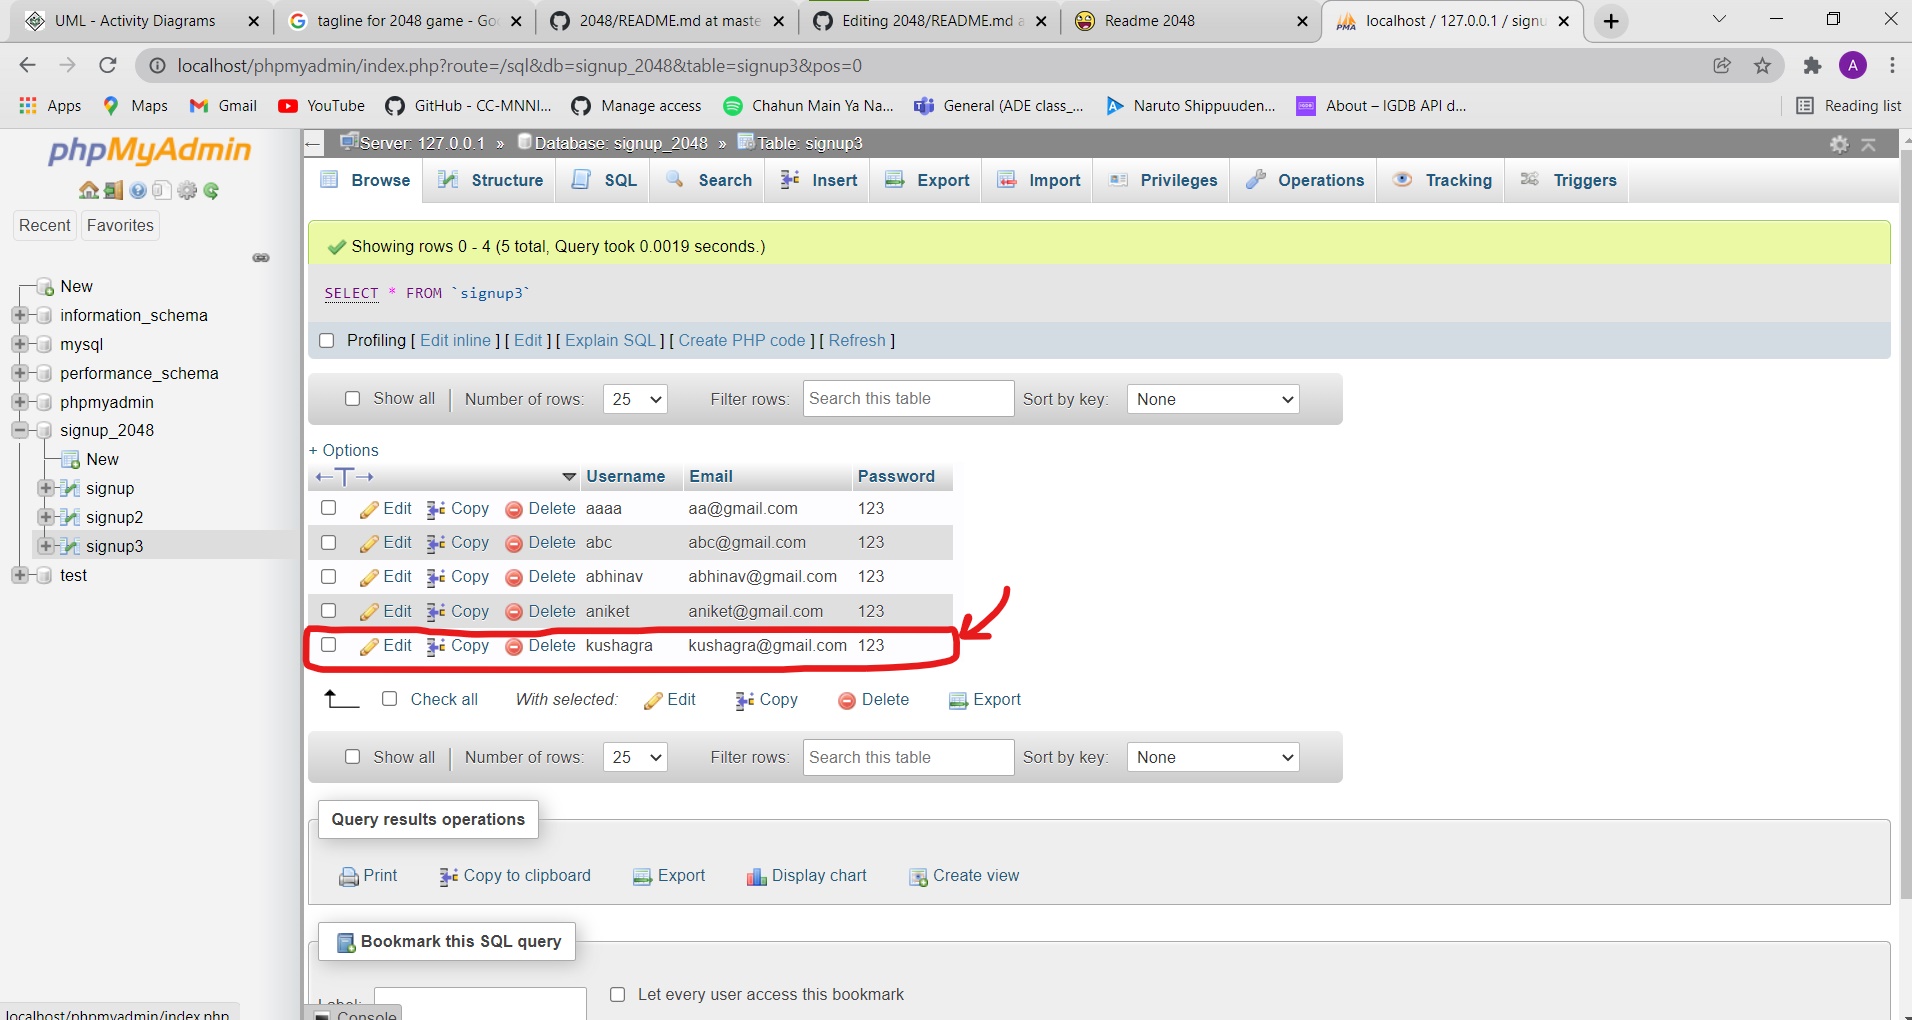 UML - Activity Diagrams
tagline for 2048 game - Goo
2048/README.md at maste
Editing 2048/README.md a
Readme 2048
localhost / 127.0.0.1 / signu
localhost/phpmyadmin/index.php?route=/sql&db=signup_2048&table=signup3&pos=0
A
Apps
Maps
Gmail
YouTube
GitHub - CC-MNNI...
Manage access
Chahun Main Ya Na...
General (ADE class_...
Naruto Shippuuden...
About – IGDB API d...
Reading list
phpMyAdmin
Recent
Favorites
New
information_schema
mysql
performance_schema
phpmyadmin
signup_2048
New
signup
signup2
signup3
test
localhost/phpmyadmin/index.php
Server: 127.0.0.1 » Database: signup_2048 » Table: signup3
Browse Structure SQL Search Insert Export Import Privileges Operations Tracking Triggers
Showing rows 0 - 4 (5 total, Query took 0.0019 seconds.)
SELECT * FROM `signup3`
Profiling [ Edit inline ] [ Edit ] [ Explain SQL ] [ Create PHP code ] [ Refresh ]
Show all Number of rows: 25 Filter rows: Search this table Sort by key: None
+ Options
←T→ Username Email Password
Edit Copy Delete aaaa aa@gmail.com 123
Edit Copy Delete abc abc@gmail.com 123
Edit Copy Delete abhinav abhinav@gmail.com 123
Edit Copy Delete aniket aniket@gmail.com 123
Edit Copy Delete kushagra kushagra@gmail.com 123
Check all With selected: Edit Copy Delete Export
Show all Number of rows: 25 Filter rows: Search this table Sort by key: None
Query results operations
Print Copy to clipboard Export Display chart Create view
Bookmark this SQL query
Label: Let every user access this bookmark
Console